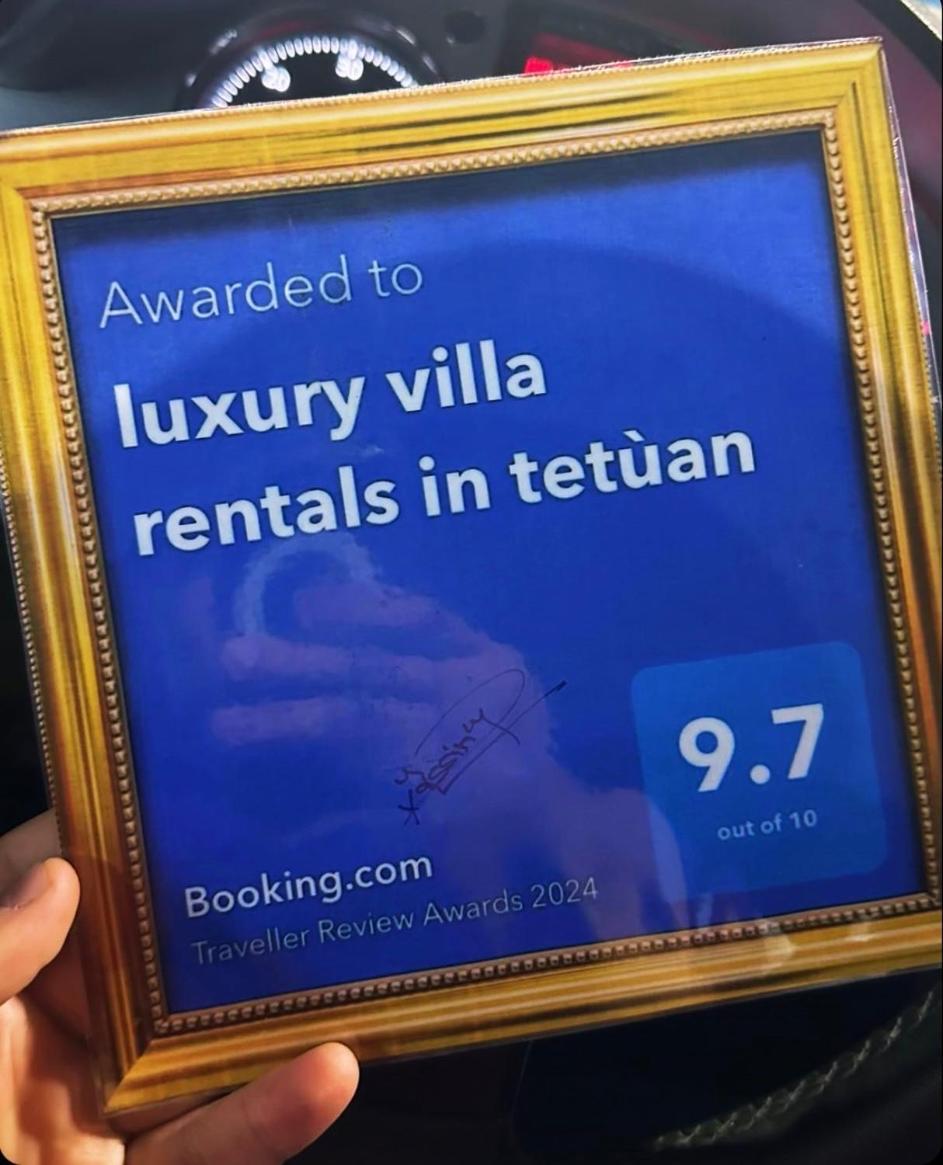 Awarded to
luxury villa
rentals in tetùan
9.7
out of 10
Booking.com
Traveller Review Awards 2024